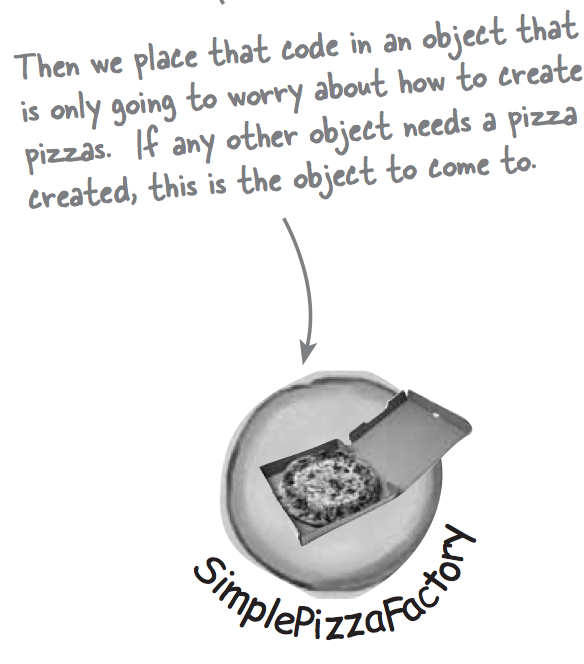 Then we place that code in an object that
is only going to worry about how to create
pizzas. If any other object needs a pizza
created, this is the object to come to.
SimplePizzaFactory